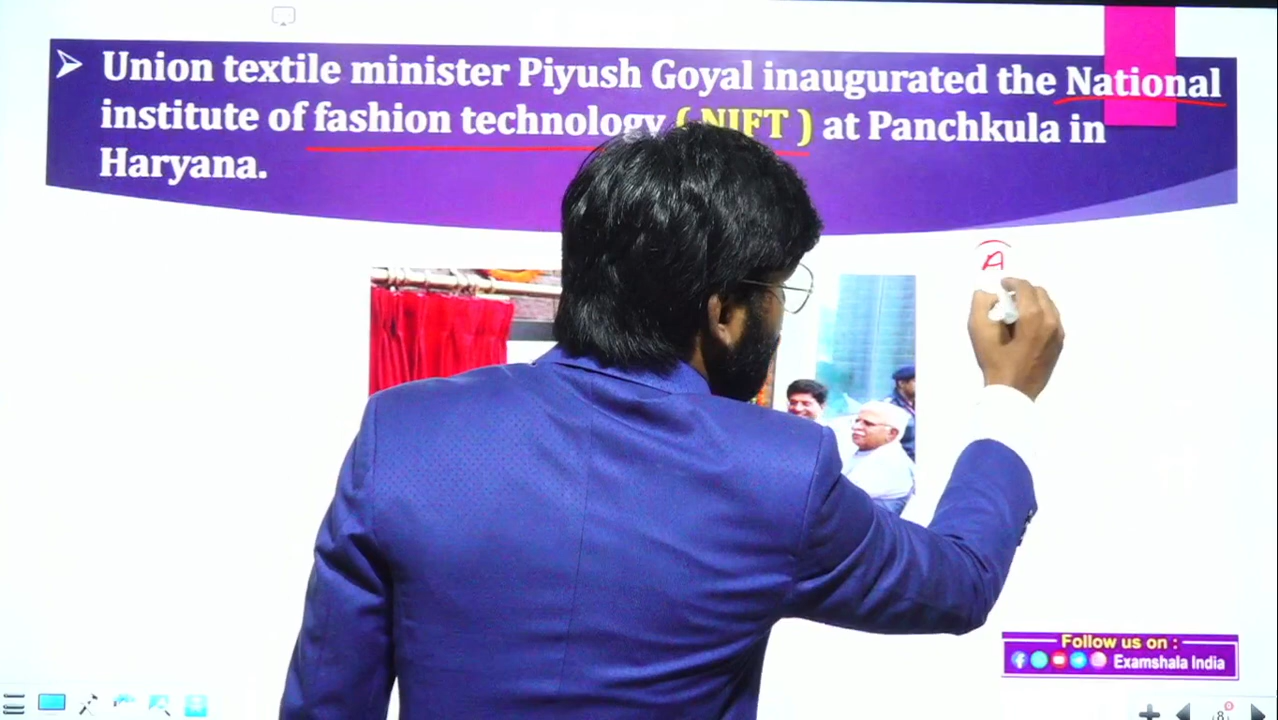 Union textile minister Piyush Goyal inaugurated the National
institute of fashion technology ( NIFT ) at Panchkula in
Haryana.
A
Follow us on :
Examshala India
8